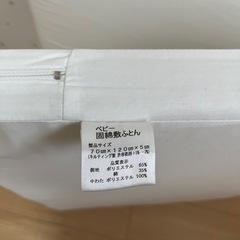 ベビー
固綿敷ふとん
製品サイズ
70cm×120cm×5cm
品質表示
側地 ポリエステル 65%
綿 35%
中わた ポリエステル 100%